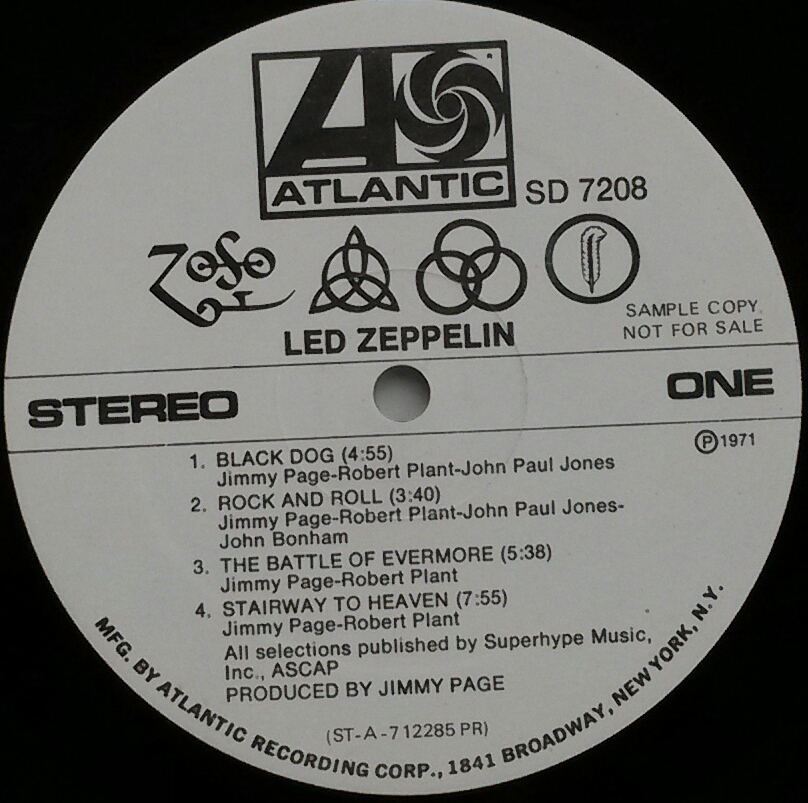 ATLANTIC
SD 7208
SAMPLE COPY
NOT FOR SALE
LED ZEPPELIN
STEREO
ONE
Ⓟ1971
1. BLACK DOG (4:55)
Jimmy Page-Robert Plant-John Paul Jones
2. ROCK AND ROLL (3:40)
Jimmy Page-Robert Plant-John Paul Jones-
John Bonham
3. THE BATTLE OF EVERMORE (5:38)
Jimmy Page-Robert Plant
4. STAIRWAY TO HEAVEN (7:55)
Jimmy Page-Robert Plant
All selections published by Superhype Music,
Inc., ASCAP
PRODUCED BY JIMMY PAGE
(ST-A-712285 PR)
MFG. BY ATLANTIC RECORDING CORP., 1841 BROADWAY, NEW YORK, N.Y.